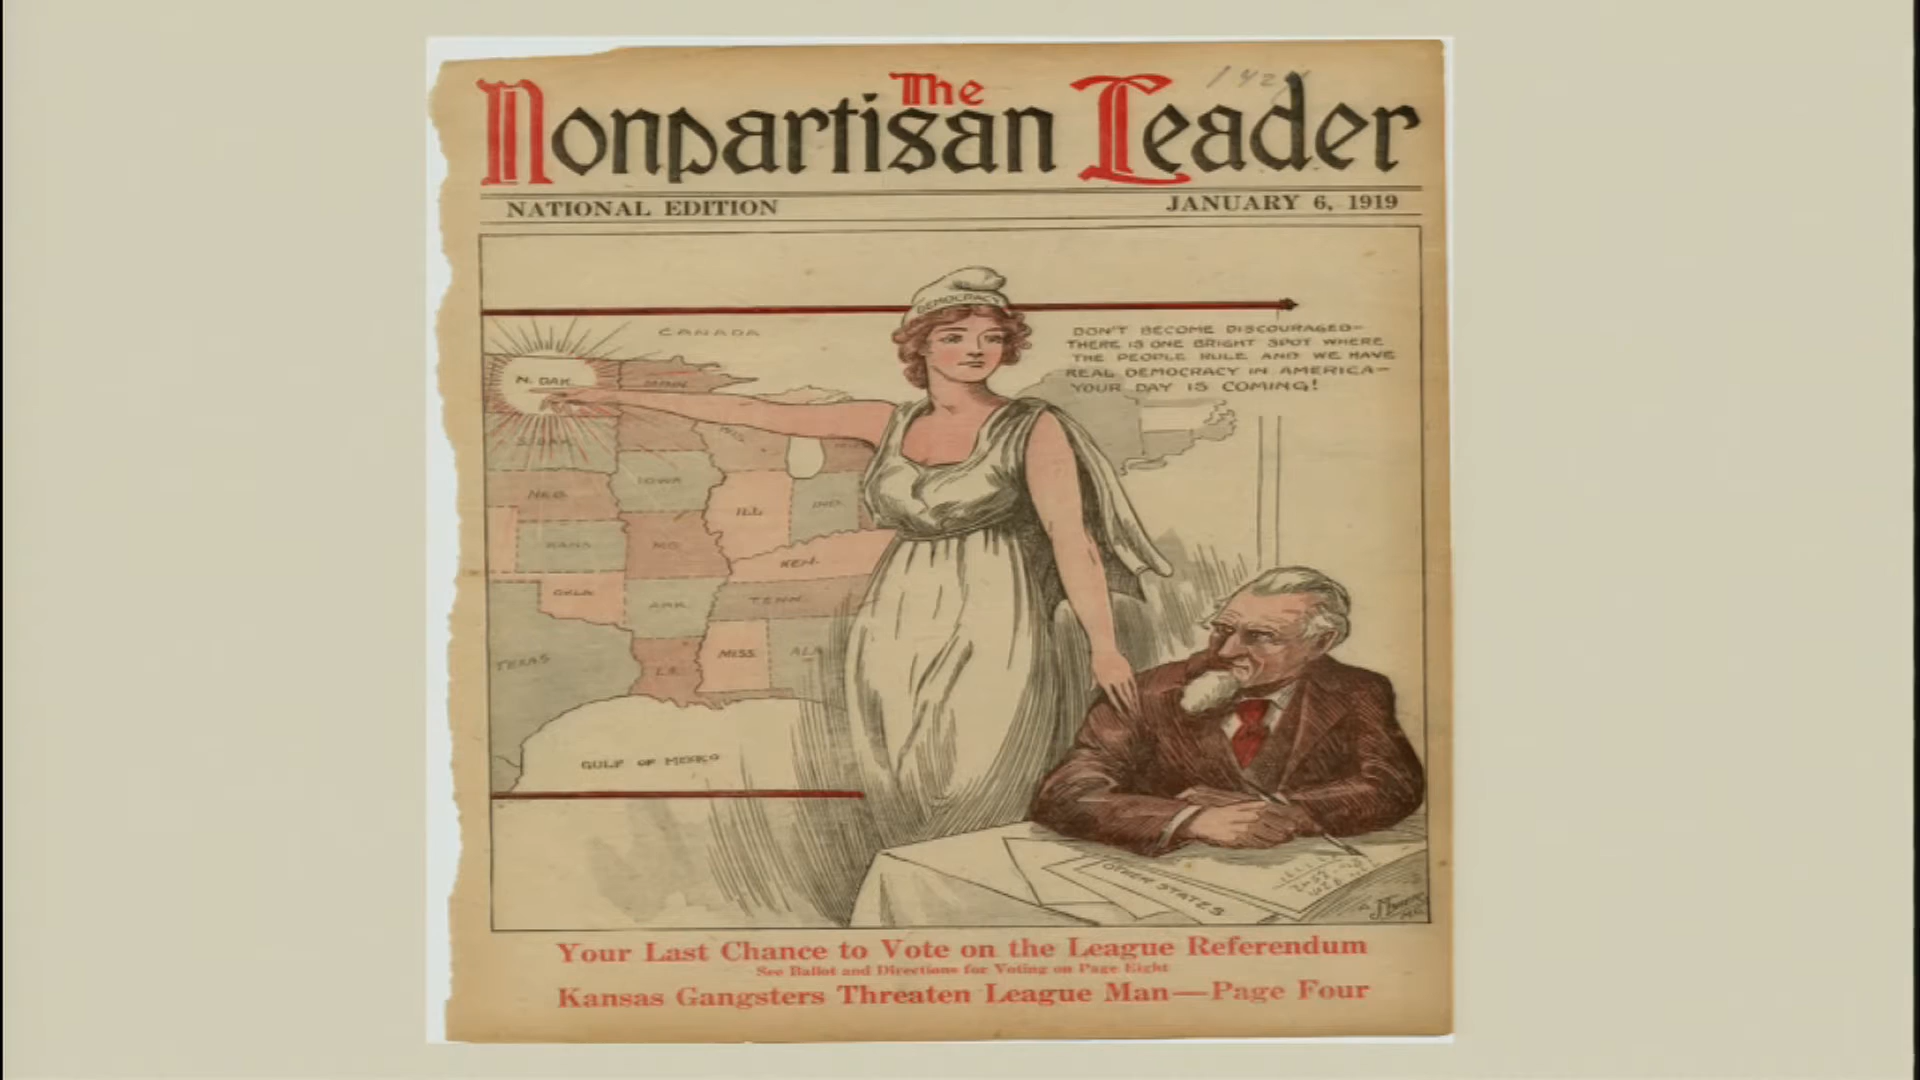 The
Nonpartisan Leader
NATIONAL EDITION
JANUARY 6, 1919
DEMOCRACY
CANADA
DON'T BECOME DISCOURAGED—
THERE IS ONE BRIGHT SPOT WHERE
THE PEOPLE RULE AND WE HAVE
REAL DEMOCRACY IN AMERICA—
YOUR DAY IS COMING!
N. DAK.
MINN.
S. DAK.
WIS.
NEB.
IOWA
ILL
IND.
KANS
MO.
KEN.
OKLA.
ARK.
TENN.
TEXAS
LA.
MISS.
ALA
GULF OF MEXICO
OTHER STATES
Your Last Chance to Vote on the League Referendum
See Ballot and Directions for Voting on Page Eight
Kansas Gangsters Threaten League Man—Page Four